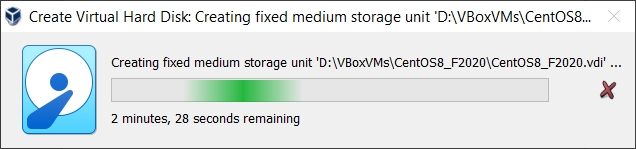 Create Virtual Hard Disk: Creating fixed medium storage unit 'D:\VBoxVMs\CentOS8...
Creating fixed medium storage unit 'D:\VBoxVMs\CentOS8_F2020\CentOS8_F2020.vdi' ...
2 minutes, 28 seconds remaining